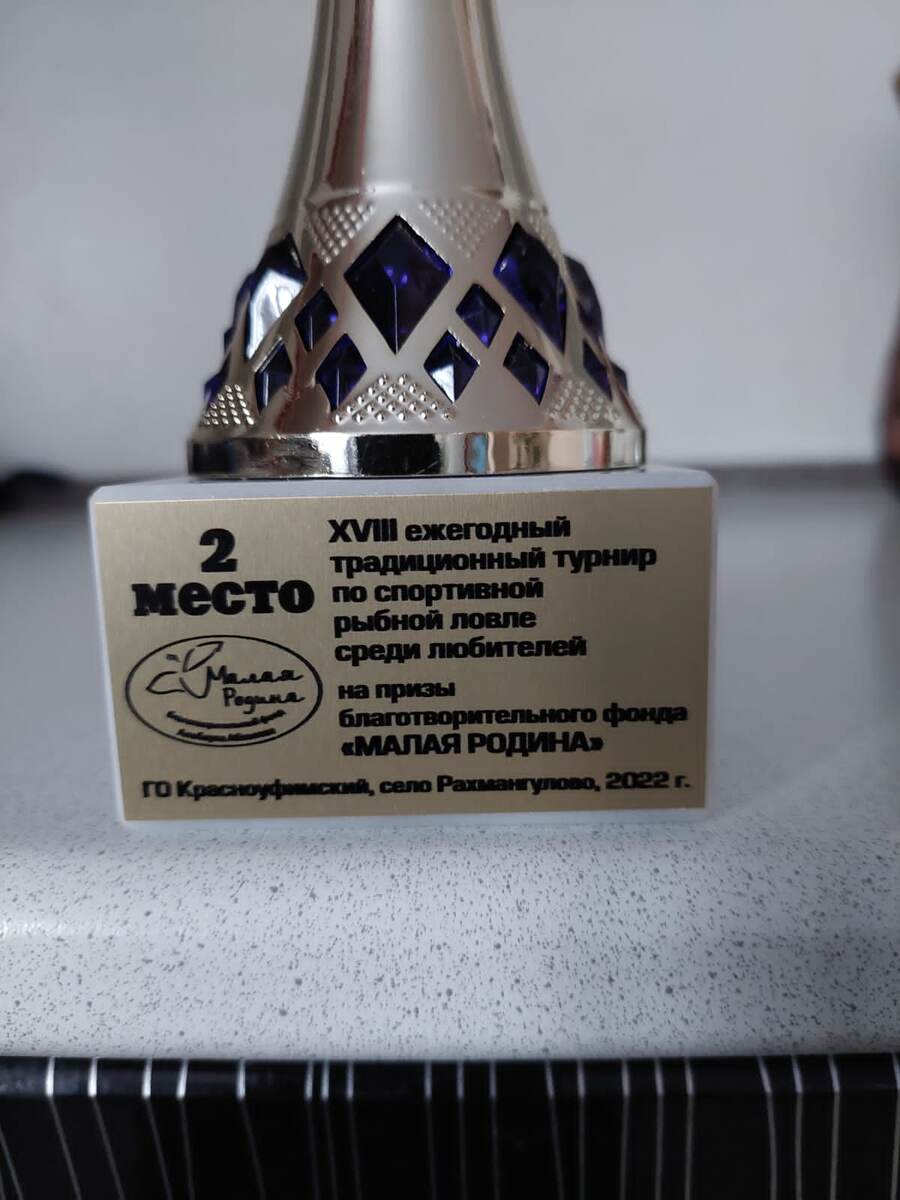 2
место
XVIII ежегодный
традиционный турнир
по спортивной
рыбной ловле
среди любителей
Малая
Родина
на призы
благотворительного фонда
«МАЛАЯ РОДИНА»
ГО Красноуфимский, село Рахмангулово, 2022 г.